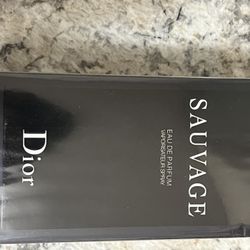 SAUVAGE
EAU DE PARFUM
VAPORISATEUR SPRAY
Dior